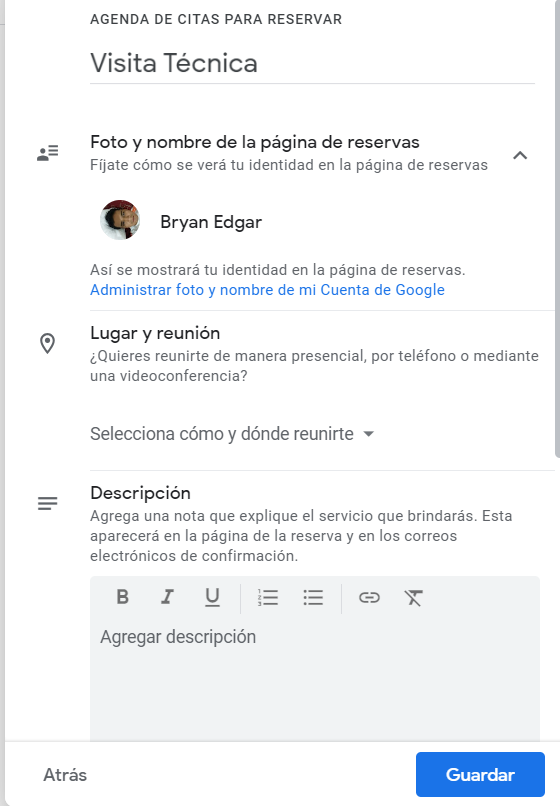 AGENDA DE CITAS PARA RESERVAR
Visita Técnica
Foto y nombre de la página de reservas
Fíjate cómo se verá tu identidad en la página de reservas
Bryan Edgar
Así se mostrará tu identidad en la página de reservas.
Administrar foto y nombre de mi Cuenta de Google
Lugar y reunión
¿Quieres reunirte de manera presencial, por teléfono o mediante
una videoconferencia?
Selecciona cómo y dónde reunirte
Descripción
Agrega una nota que explique el servicio que brindarás. Esta
aparecerá en la página de la reserva y en los correos
electrónicos de confirmación.
B I U
Agregar descripción
Atrás Guardar